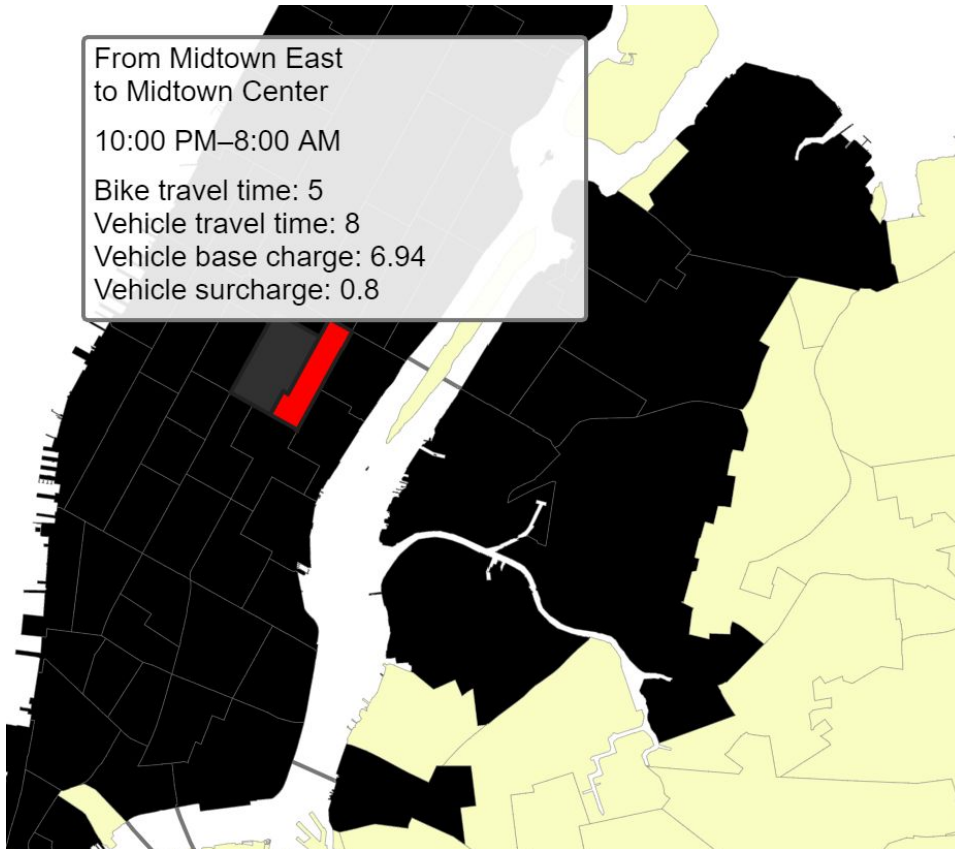 From Midtown East
to Midtown Center
10:00 PM–8:00 AM
Bike travel time: 5
Vehicle travel time: 8
Vehicle base charge: 6.94
Vehicle surcharge: 0.8